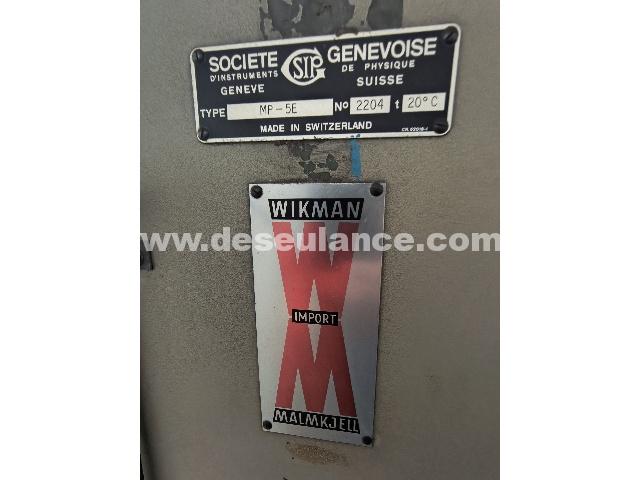 SOCIETE SIP GENEVOISE
D'INSTRUMENTS DE PHYSIQUE
GENEVE SUISSE
TYPE MP-5E Nº 2204 t 20°C
MADE IN SWITZERLAND
WIKMAN
www.deseulance.com
IMPORT
MALMKJELL